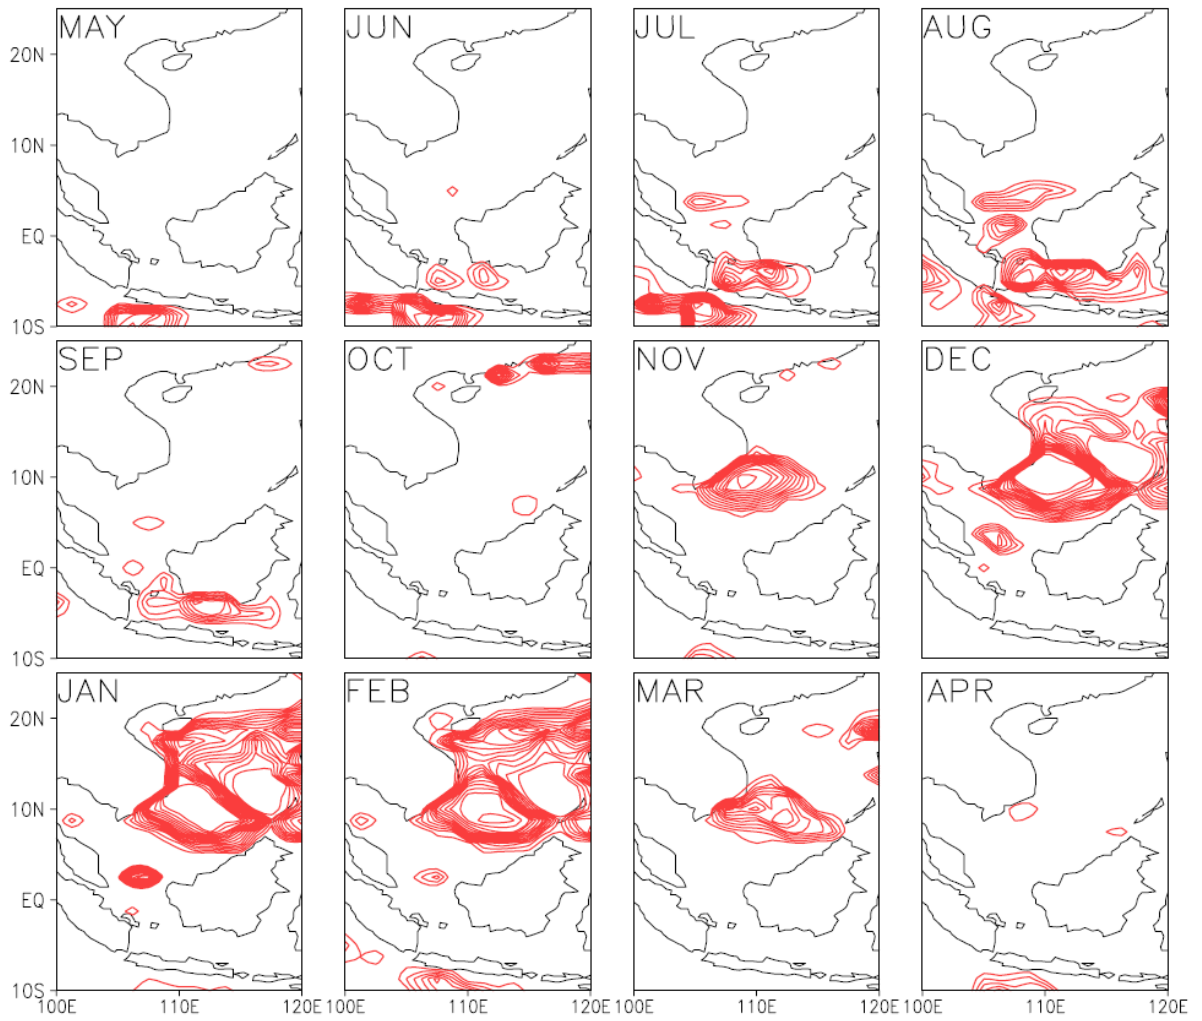 MAY JUN JUL AUG
20N
10N
EQ
10S
SEP OCT NOV DEC
20N
10N
EQ
10S
JAN FEB MAR APR
20N
10N
EQ
10S
100E 110E 120E 100E 110E 120E 100E 110E 120E 100E 110E 120E